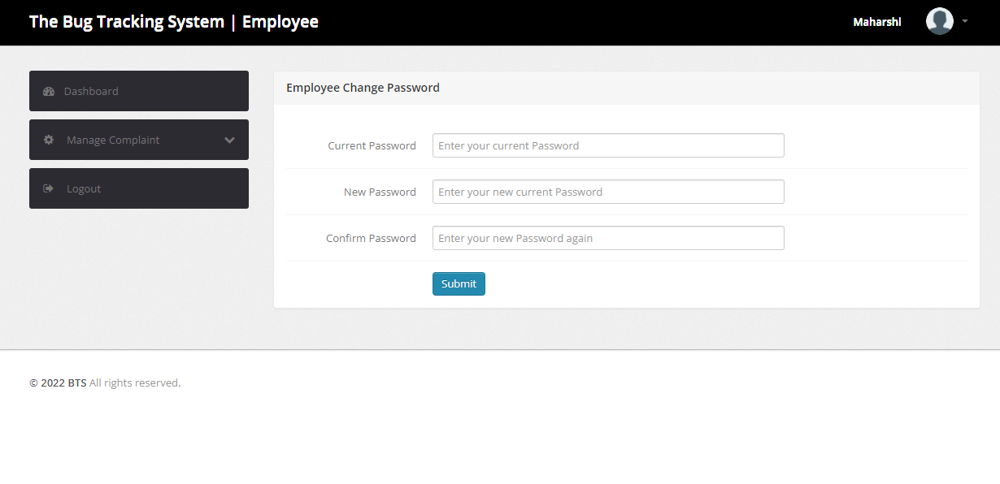 The Bug Tracking System | Employee
Maharshi
Dashboard
Manage Complaint
Logout
Employee Change Password
Current Password Enter your current Password
New Password Enter your new current Password
Confirm Password Enter your new Password again
Submit
© 2022 BTS All rights reserved.